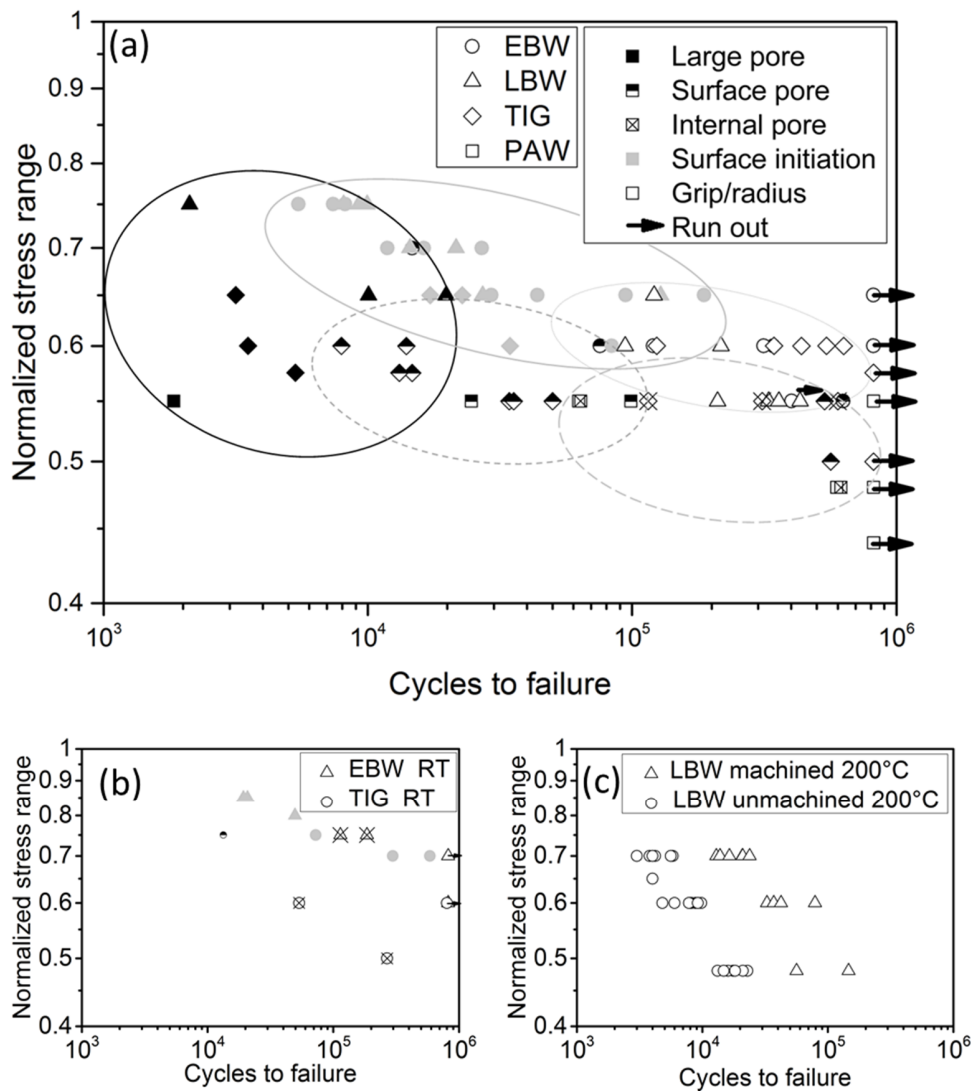 (a)
EBW
LBW
TIG
PAW
Large pore
Surface pore
Internal pore
Surface initiation
Grip/radius
Run out
Normalized stress range
1
0.9
0.8
0.7
0.6
0.5
0.4
10³
10⁴
10⁵
10⁶
Cycles to failure
(b)
EBW RT
TIG RT
Normalized stress range
1
0.9
0.8
0.7
0.6
0.5
0.4
10³
10⁴
10⁵
10⁶
Cycles to failure
(c)
LBW machined 200°C
LBW unmachined 200°C
Normalized stress range
1
0.9
0.8
0.7
0.6
0.5
0.4
10³
10⁴
10⁵
10⁶
Cycles to failure